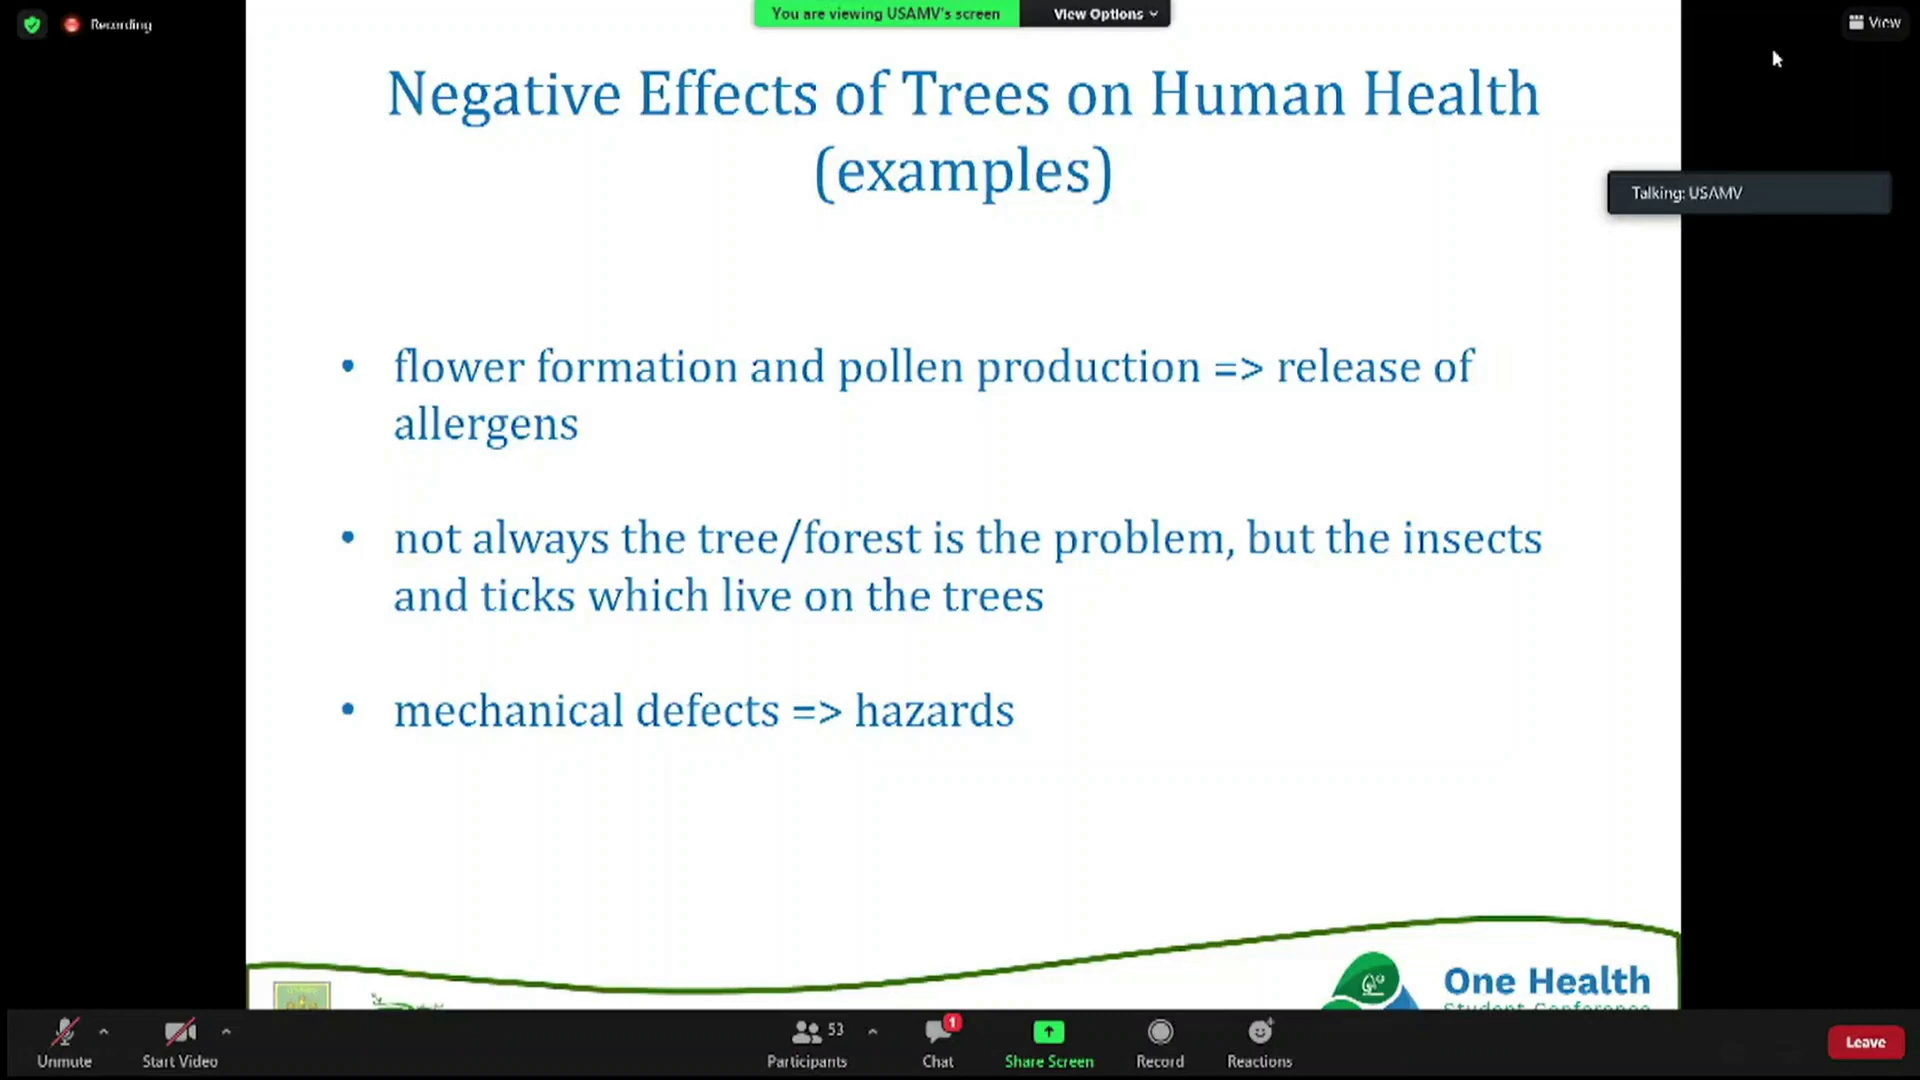 Recording
You are viewing USAMV's screen
View Options
View
Negative Effects of Trees on Human Health
(examples)
Talking: USAMV
• flower formation and pollen production => release of
allergens
• not always the tree/forest is the problem, but the insects
and ticks which live on the trees
• mechanical defects => hazards
One Health
Student Conference
Unmute
Start Video
53
Participants
1
Chat
Share Screen
Record
Reactions
Leave